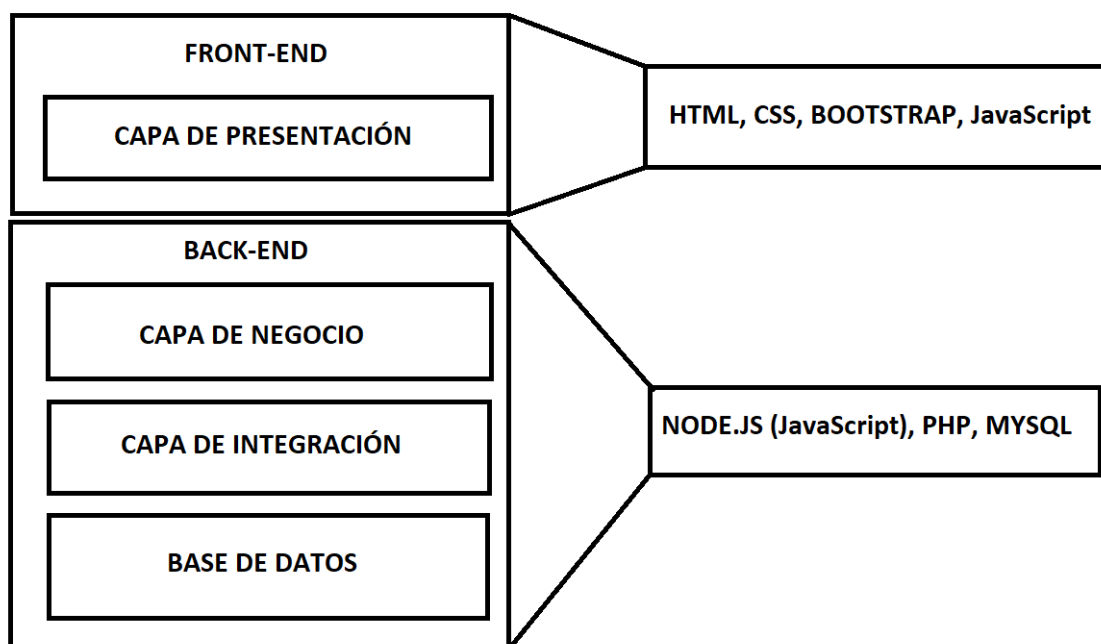 FRONT-END
CAPA DE PRESENTACIÓN
HTML, CSS, BOOTSTRAP, JavaScript
BACK-END
CAPA DE NEGOCIO
CAPA DE INTEGRACIÓN
NODE.JS (JavaScript), PHP, MYSQL
BASE DE DATOS